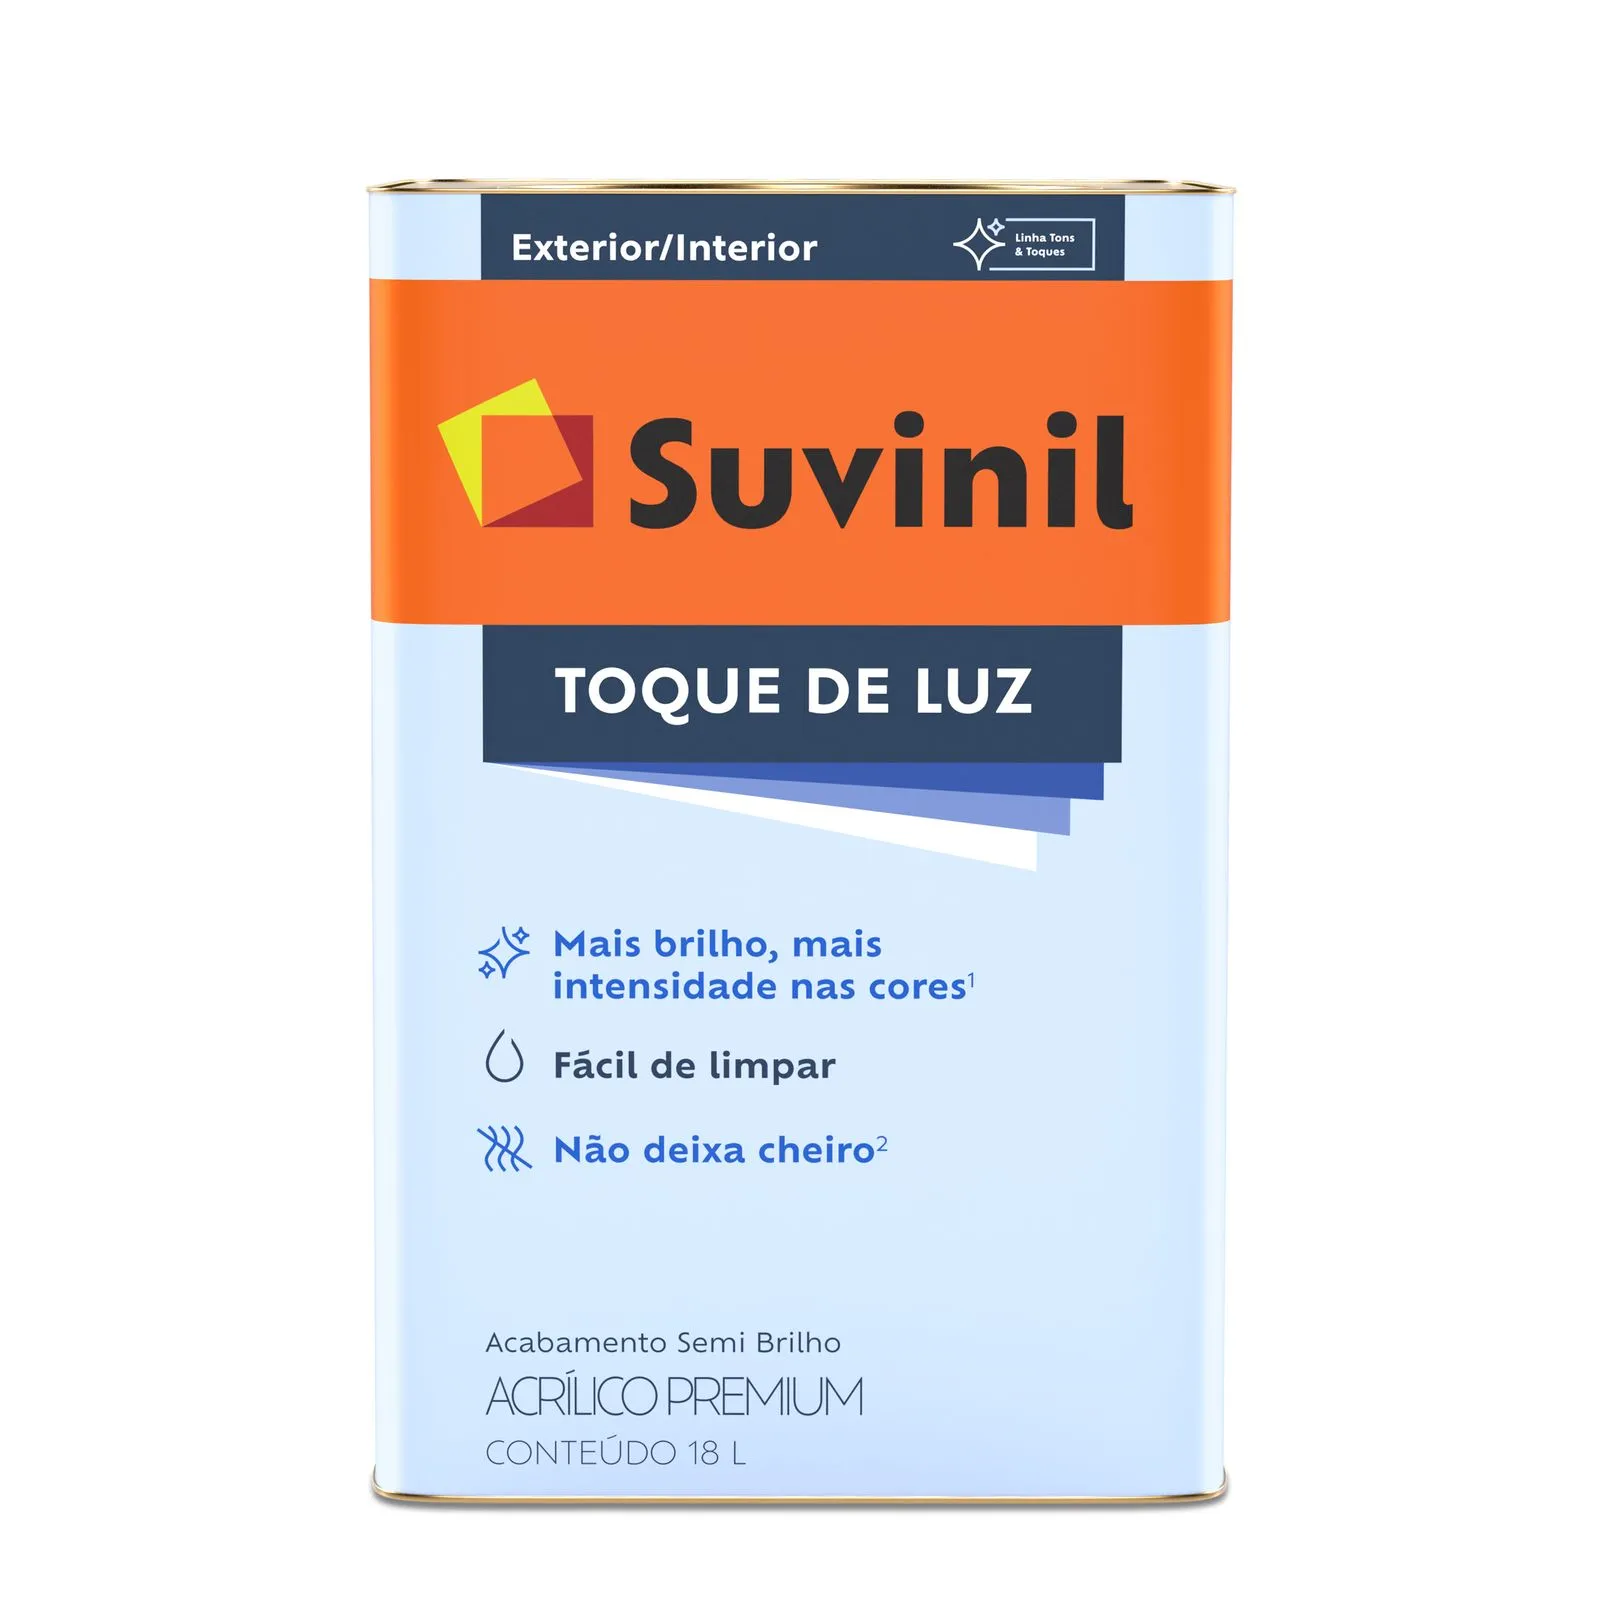 Exterior/Interior
Linha Tons
& Toques
Suvinil
TOQUE DE LUZ
Mais brilho, mais
intensidade nas cores¹
Fácil de limpar
Não deixa cheiro²
Acabamento Semi Brilho
ACRÍLICO PREMIUM
CONTEÚDO 18 L